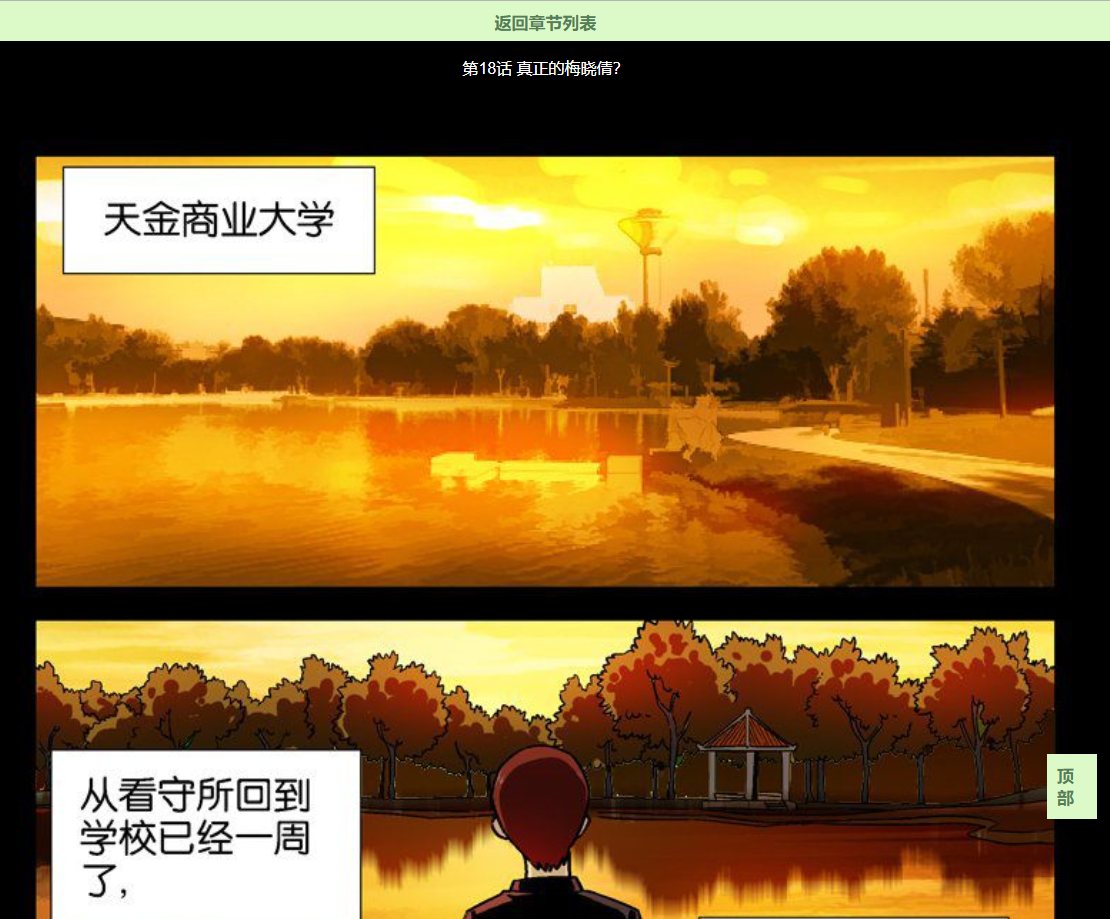 返回章节列表
第18话 真正的梅晓倩？
天金商业大学
从看守所回到
学校已经一周
了，
顶
部